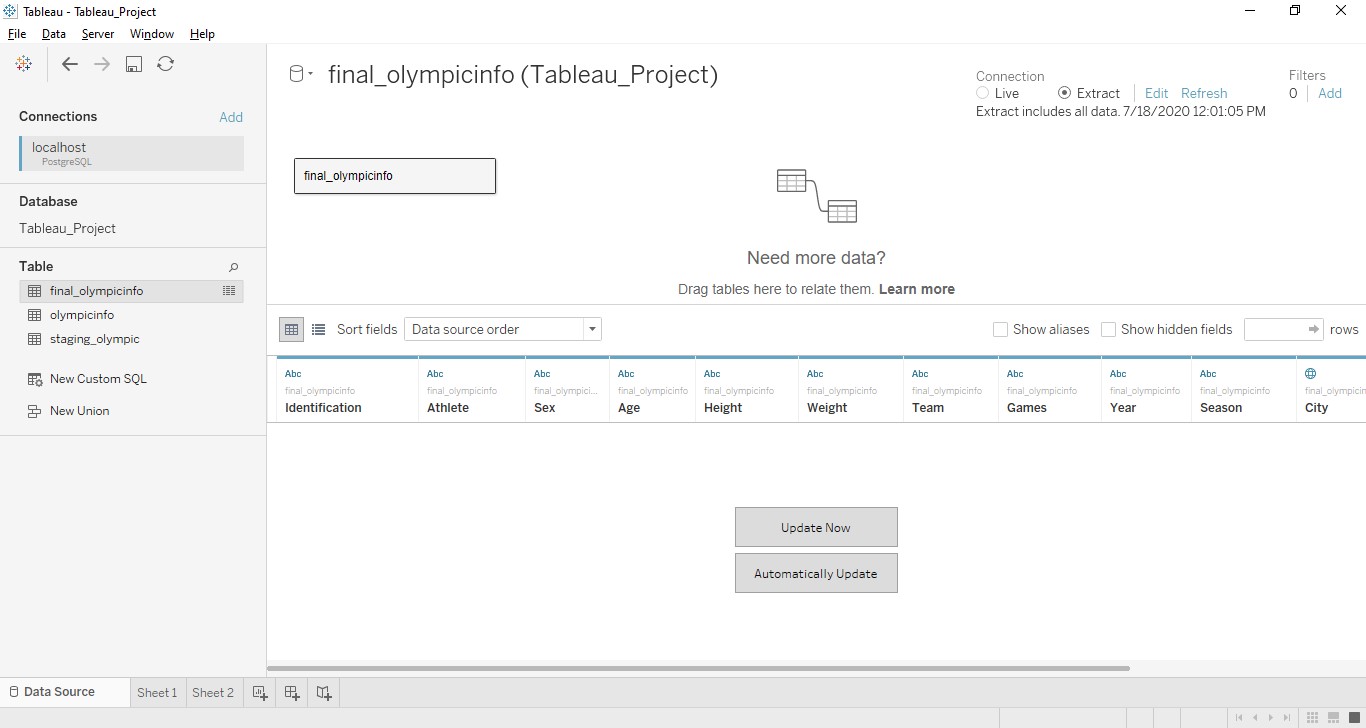 Tableau - Tableau_Project
File Data Server Window Help
Connections Add
localhost
PostgreSQL
Database
Tableau_Project
Table
final_olympicinfo
olympicinfo
staging_olympic
New Custom SQL
New Union
final_olympicinfo (Tableau_Project)
Connection
Live Extract Edit Refresh
Extract includes all data. 7/18/2020 12:01:05 PM
Filters
0 Add
final_olympicinfo
Need more data?
Drag tables here to relate them. Learn more
Sort fields Data source order Show aliases Show hidden fields rows
Abc Abc Abc Abc Abc Abc Abc Abc Abc Abc
final_olympicinfo final_olympicinfo final_olympici... final_olympicinfo final_olympicinfo final_olympicinfo final_olympicinfo final_olympicinfo final_olympicinfo final_olympicinfo final_olympicin
Identification Athlete Sex Age Height Weight Team Games Year Season City
Update Now
Automatically Update
Data Source Sheet 1 Sheet 2